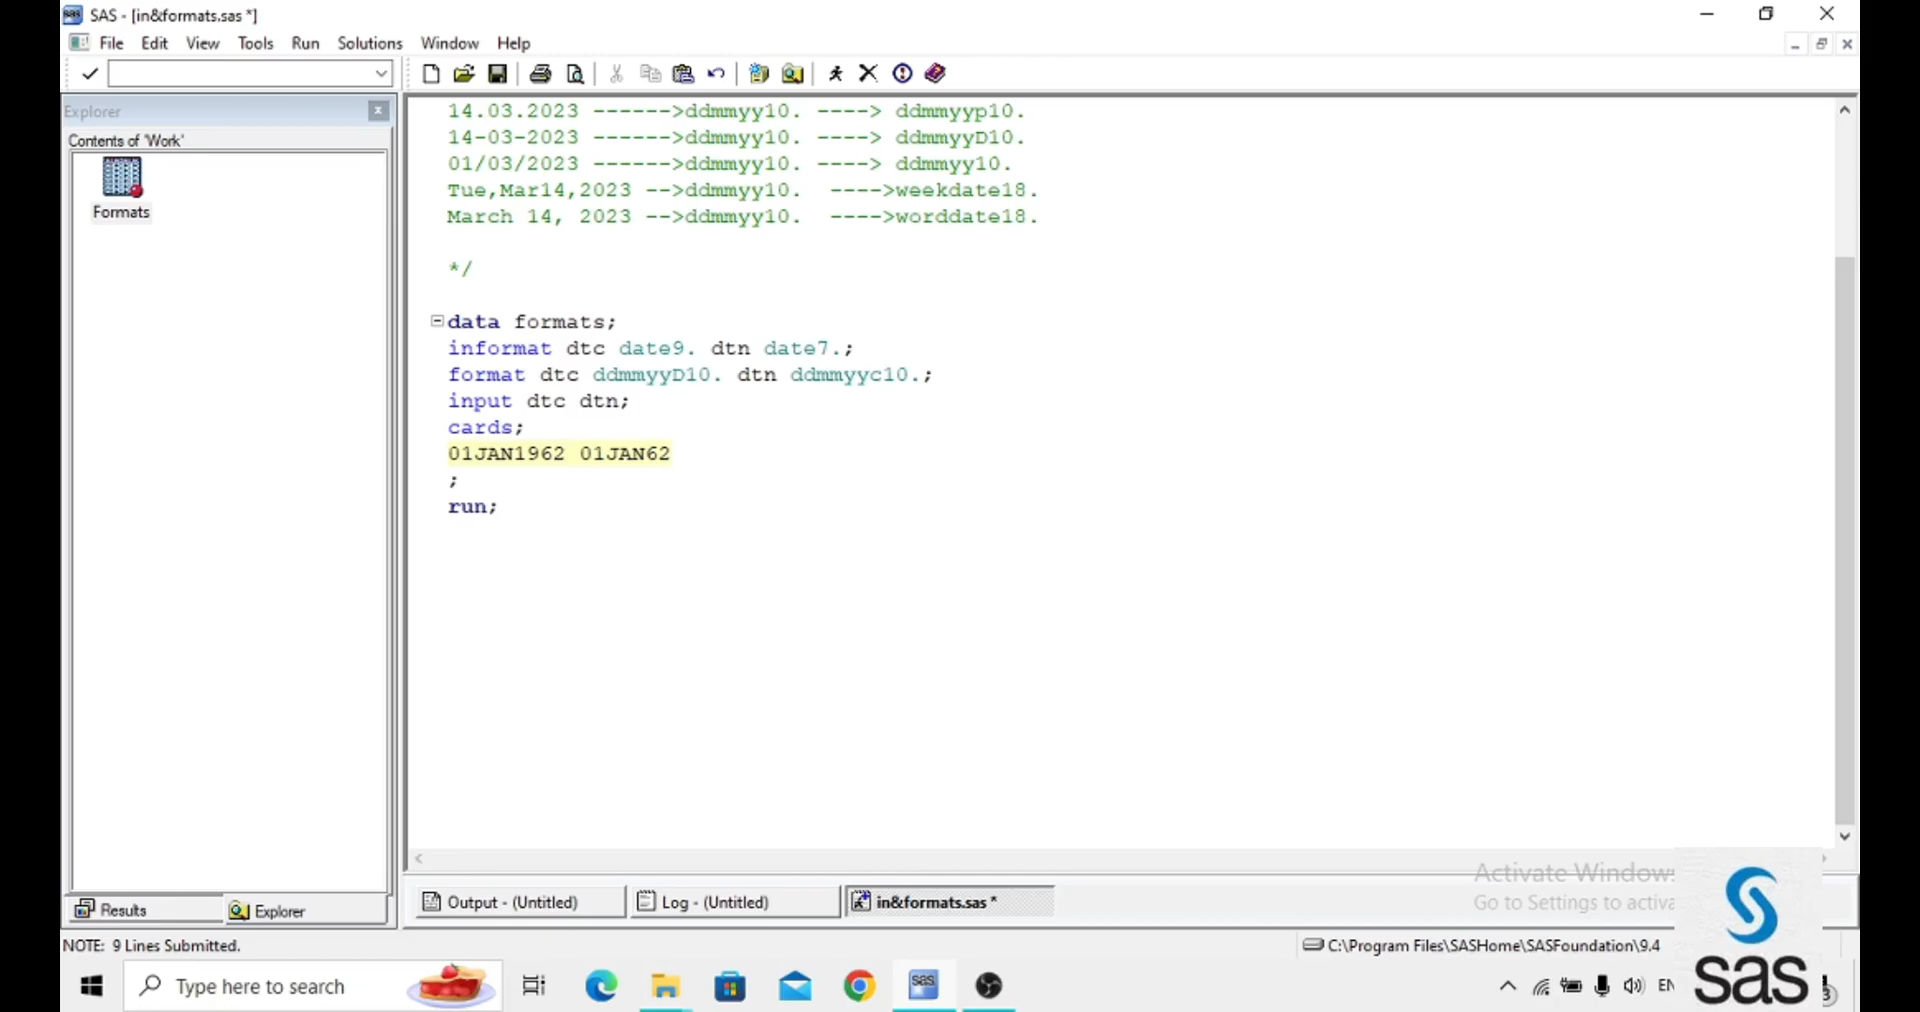 SAS - [in&formats.sas *]
File Edit View Tools Run Solutions Window Help
Explorer
Contents of 'Work'
Formats
14.03.2023 ------>ddmmyy10. ----> ddmmyyp10.
14-03-2023 ------>ddmmyy10. ----> ddmmyyD10.
01/03/2023 ------>ddmmyy10. ----> ddmmyy10.
Tue,Mar14,2023 -->ddmmyy10. ---->weekdate18.
March 14, 2023 -->ddmmyy10. ---->worddate18.
*/
data formats;
informat dtc date9. dtn date7.;
format dtc ddmmyyD10. dtn ddmmyyc10.;
input dtc dtn;
cards;
01JAN1962 01JAN62
;
run;
Activate Windows
Go to Settings to activa
Results Explorer
Output - (Untitled) Log - (Untitled) in&formats.sas *
NOTE: 9 Lines Submitted.
C:\Program Files\SASHome\SASFoundation\9.4
Type here to search
sas
EN
sas